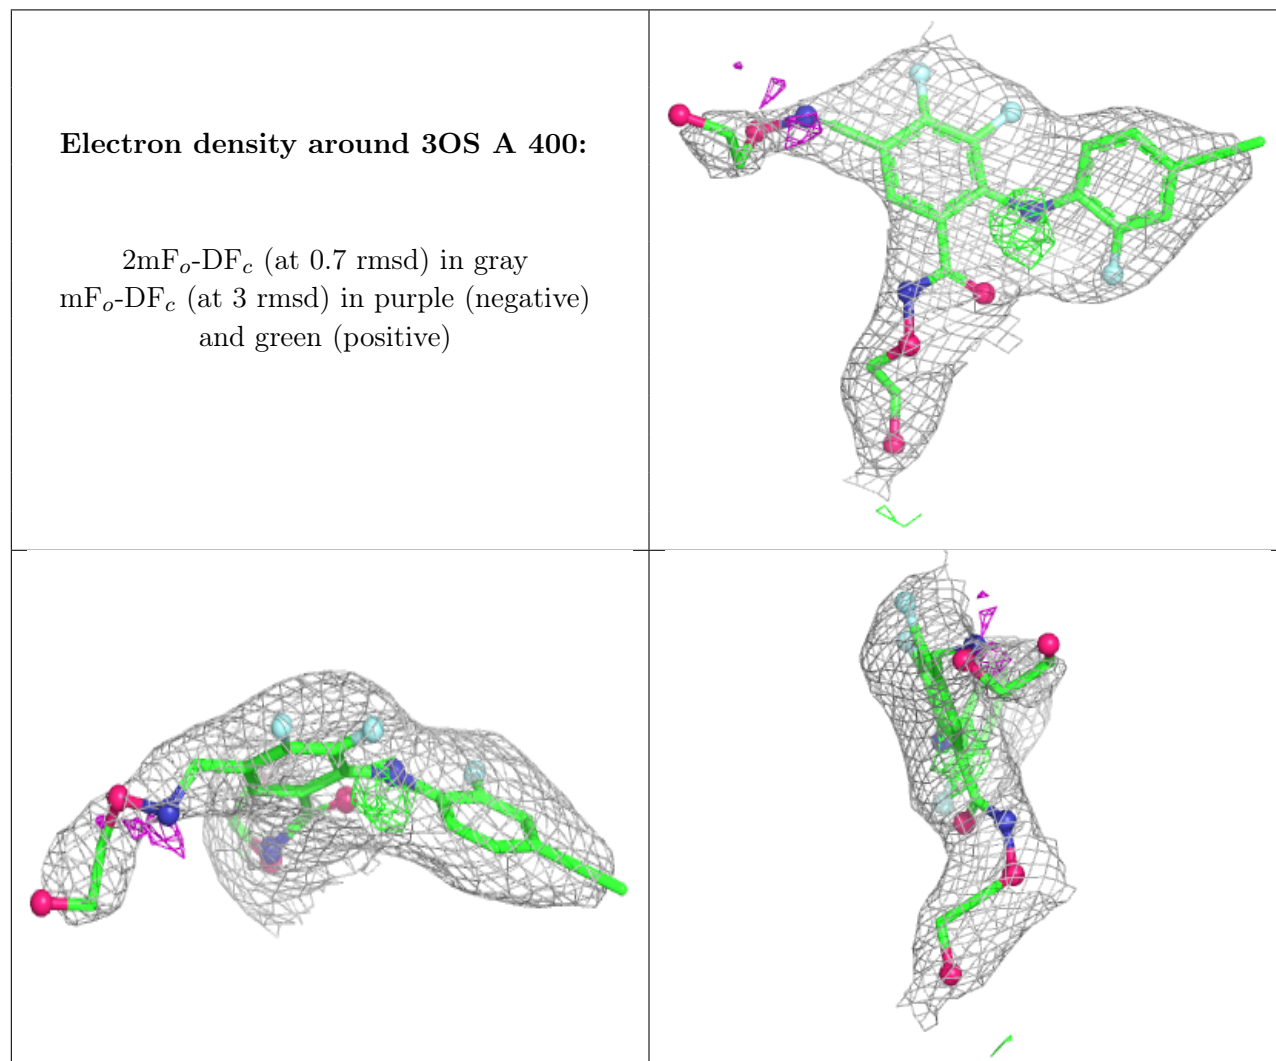 Electron density around 3OS A 400:
2mFo-DFc (at 0.7 rmsd) in gray
mFo-DFc (at 3 rmsd) in purple (negative)
and green (positive)